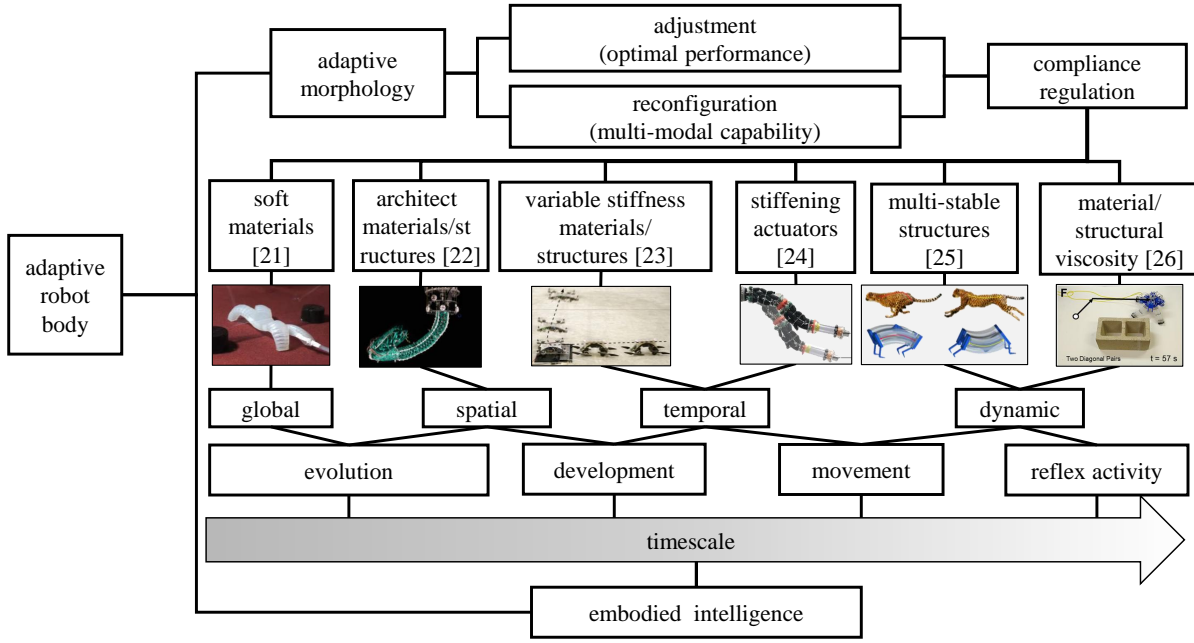 adjustment
(optimal performance)
adaptive
morphology
compliance
regulation
reconfiguration
(multi-modal capability)
soft
materials
[21]
architect
materials/st
ructures [22]
variable stiffness
materials/
structures [23]
stiffening
actuators
[24]
multi-stable
structures
[25]
material/
structural
viscosity [26]
adaptive
robot
body
F
Two Diagonal Pairs
t = 57 s
global
spatial
temporal
dynamic
evolution
development
movement
reflex activity
timescale
embodied intelligence